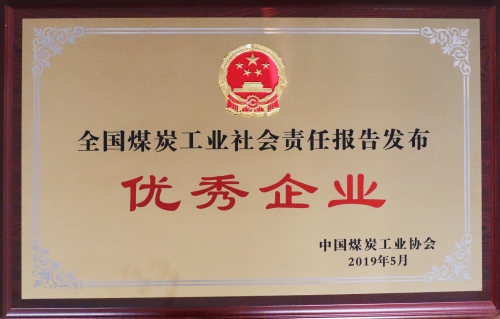 全国煤炭工业社会责任报告发布
优秀企业
中国煤炭工业协会
2019年5月